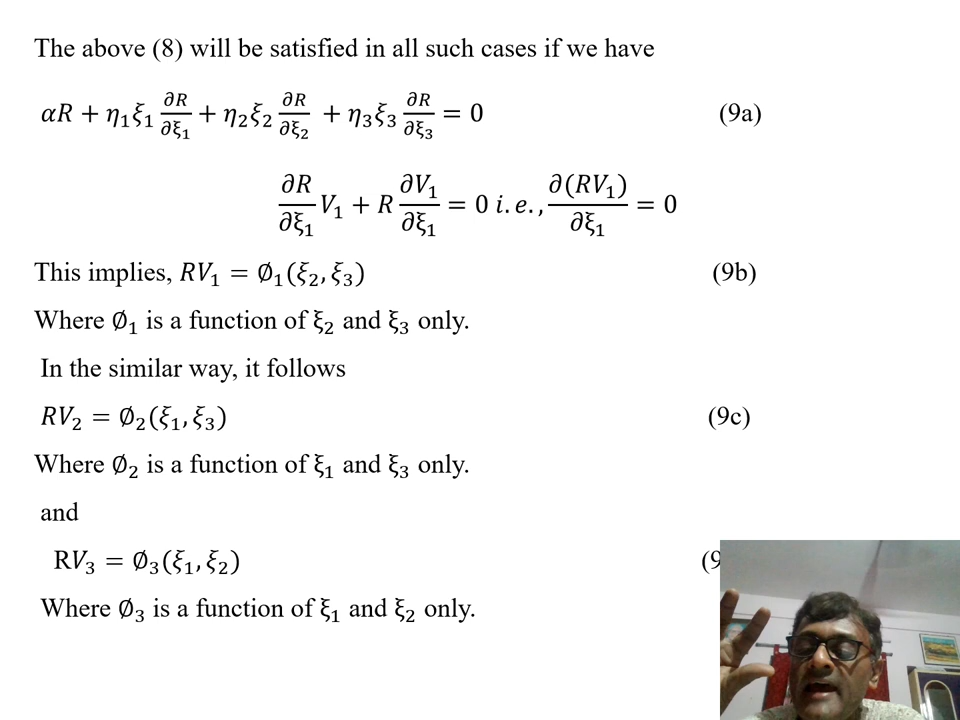 The above (8) will be satisfied in all such cases if we have
αR + η₁ξ₁ ∂R/∂ξ₁ + η₂ξ₂ ∂R/∂ξ₂ + η₃ξ₃ ∂R/∂ξ₃ = 0 (9a)
∂R/∂ξ₁ V₁ + R ∂V₁/∂ξ₁ = 0 i.e., ∂(RV₁)/∂ξ₁ = 0
This implies, RV₁ = ∅₁(ξ₂, ξ₃) (9b)
Where ∅₁ is a function of ξ₂ and ξ₃ only.
In the similar way, it follows
RV₂ = ∅₂(ξ₁, ξ₃) (9c)
Where ∅₂ is a function of ξ₁ and ξ₃ only.
and
RV₃ = ∅₃(ξ₁, ξ₂) (9
Where ∅₃ is a function of ξ₁ and ξ₂ only.